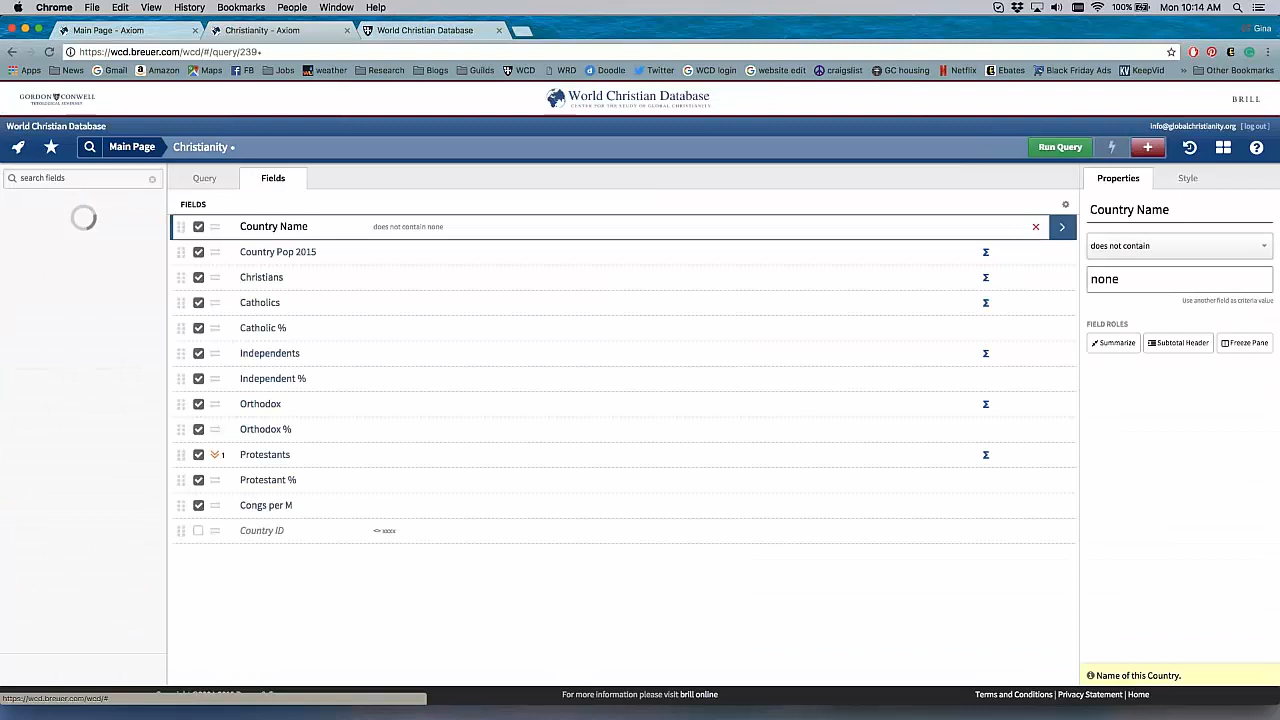 Chrome File Edit View History Bookmarks People Window Help 100% Mon 10:14 AM
Main Page - Axiom Christianity - Axiom World Christian Database Gina
https://wcd.breuer.com/wcd/#/query/239+
Apps News Gmail Amazon Maps FB Jobs weather Research Blogs Guilds WCD WRD Doodle Twitter WCD login website edit craigslist GC housing Netflix Ebates Black Friday Ads KeepVid » Other Bookmarks
GORDON CONWELL
THEOLOGICAL SEMINARY
World Christian Database
CENTER FOR THE STUDY OF GLOBAL CHRISTIANITY
BRILL
World Christian Database info@globalchristianity.org [ log out ]
Main Page Christianity • Run Query
search fields
Query Fields
Properties Style
FIELDS
Country Name does not contain none
Country Pop 2015 Σ
Christians Σ
Catholics Σ
Catholic %
Independents Σ
Independent %
Orthodox Σ
Orthodox %
1 Protestants Σ
Protestant %
Congs per M
Country ID <> xxxx
Country Name
does not contain
none
Use another field as criteria value
FIELD ROLES
Summarize Subtotal Header Freeze Pane
Name of this Country.
https://wcd.breuer.com/wcd/#
For more information please visit brill online
Terms and Conditions | Privacy Statement | Home